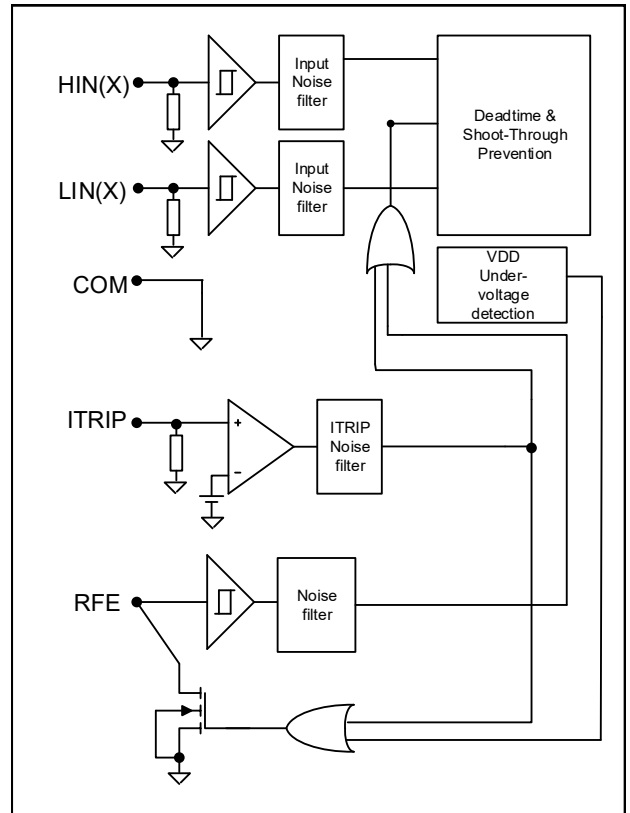 HIN(X)
Input
Noise
filter
Deadtime &
Shoot-Through
Prevention
LIN(X)
Input
Noise
filter
COM
VDD
Under-
voltage
detection
ITRIP
+
–
ITRIP
Noise
filter
RFE
Noise
filter